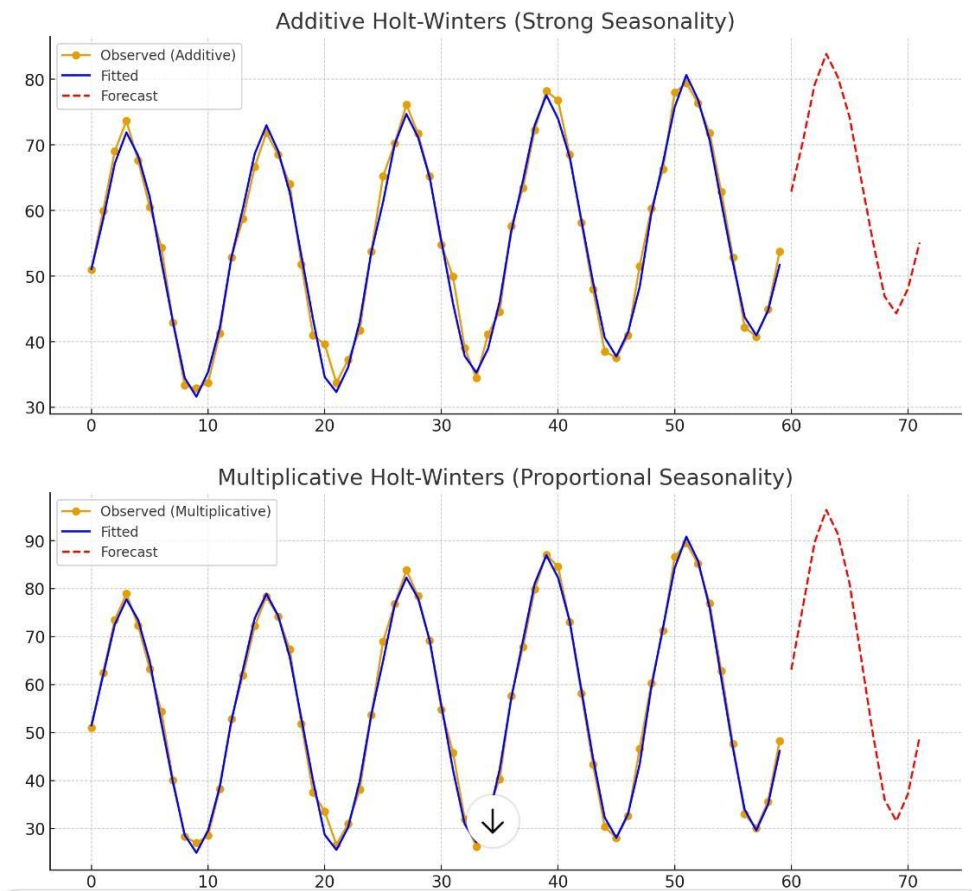 Additive Holt-Winters (Strong Seasonality)
Observed (Additive)
Fitted
Forecast
80
70
60
50
40
30
0 10 20 30 40 50 60 70
Multiplicative Holt-Winters (Proportional Seasonality)
Observed (Multiplicative)
Fitted
Forecast
90
80
70
60
50
40
30
0 10 20 30 40 50 60 70